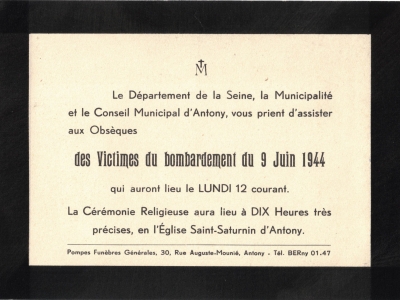 M
Le Département de la Seine, la Municipalité
et le Conseil Municipal d'Antony, vous prient d'assister
aux Obsèques
des Victimes du bombardement du 9 Juin 1944
qui auront lieu le LUNDI 12 courant.
La Cérémonie Religieuse aura lieu à DIX Heures très
précises, en l'Église Saint-Saturnin d'Antony.
Pompes Funèbres Générales, 30, Rue Auguste-Mounié, Antony - Tél. BERny 01-47